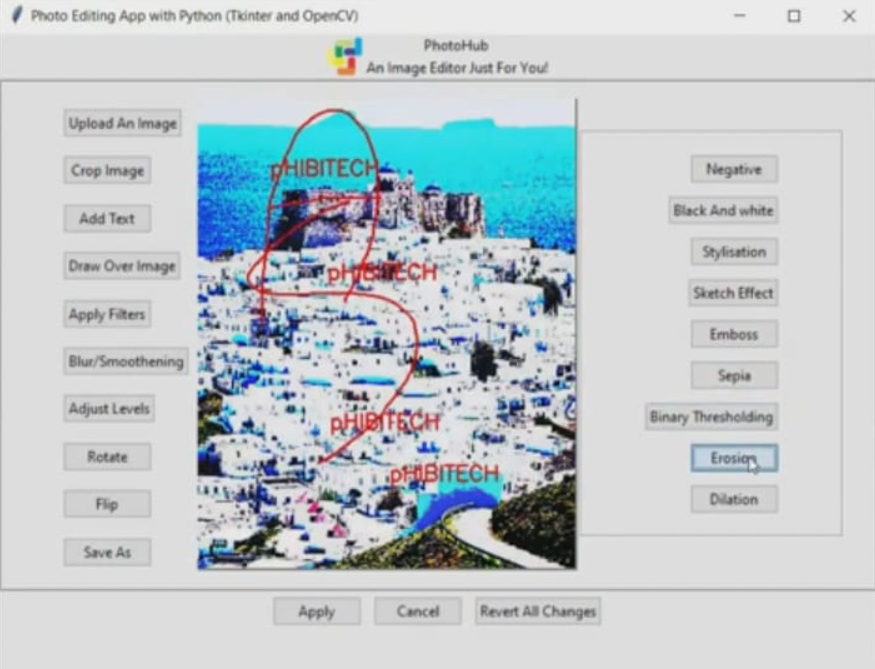 Photo Editing App with Python (Tkinter and OpenCV)
PhotoHub
An Image Editor Just For You!
Upload An Image
Crop Image
Add Text
Draw Over Image
Apply Filters
Blur/Smoothening
Adjust Levels
Rotate
Flip
Save As
pHIBITECH
pHIBITECH
pHIBITECH
pHIBITECH
Negative
Black And white
Stylisation
Sketch Effect
Emboss
Sepia
Binary Thresholding
Erosion
Dilation
Apply
Cancel
Revert All Changes